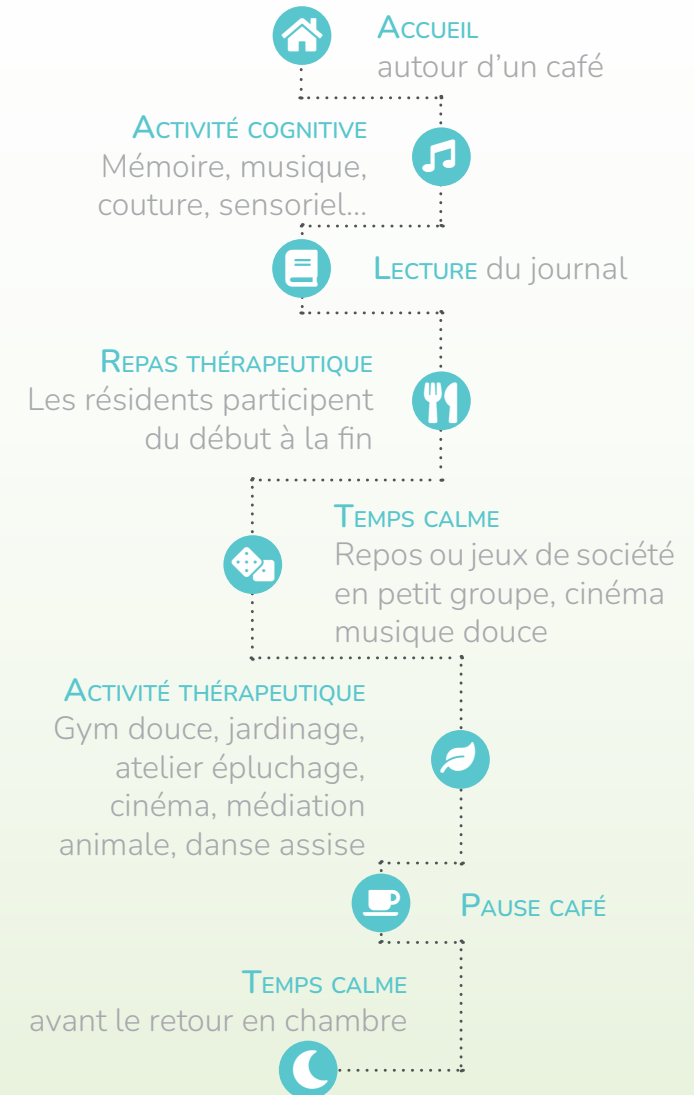 Accueil
autour d’un café
Activité cognitive
Mémoire, musique,
couture, sensoriel...
Lecture du journal
Repas thérapeutique
Les résidents participent
du début à la fin
Temps calme
Repos ou jeux de société
en petit groupe, cinéma
musique douce
Activité thérapeutique
Gym douce, jardinage,
atelier épluchage,
cinéma, médiation
animale, danse assise
Pause café
Temps calme
avant le retour en chambre